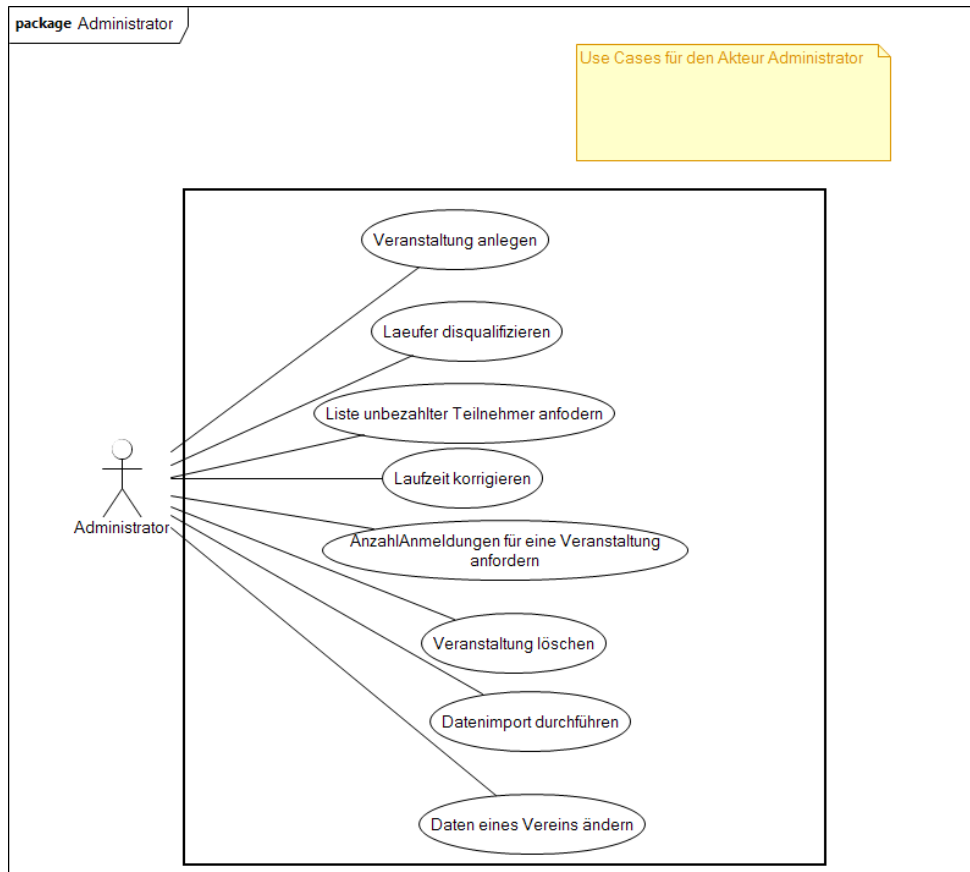 package Administrator
Use Cases für den Akteur Administrator
Veranstaltung anlegen
Laeufer disqualifizieren
Liste unbezahlter Teilnehmer anfodern
Laufzeit korrigieren
Administrator
AnzahlAnmeldungen für eine Veranstaltung
anfordern
Veranstaltung löschen
Datenimport durchführen
Daten eines Vereins ändern